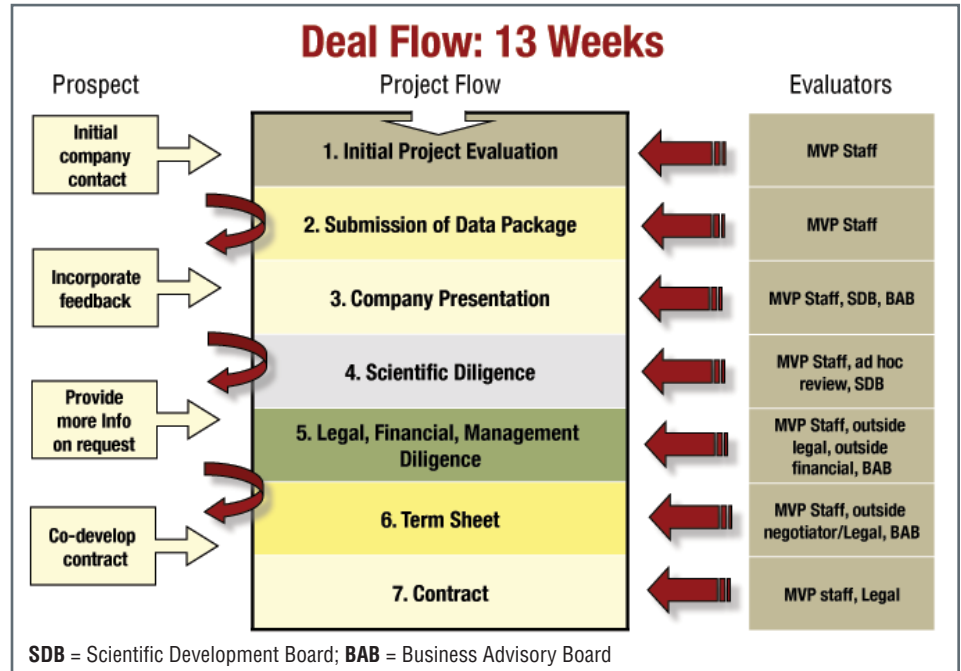 Deal Flow: 13 Weeks
Prospect
Project Flow
Evaluators
Initial
company
contact
1. Initial Project Evaluation
MVP Staff
2. Submission of Data Package
MVP Staff
Incorporate
feedback
3. Company Presentation
MVP Staff, SDB, BAB
4. Scientific Diligence
MVP Staff, ad hoc
review, SDB
Provide
more Info
on request
5. Legal, Financial, Management
Diligence
MVP Staff, outside
legal, outside
financial, BAB
6. Term Sheet
MVP Staff, outside
negotiator/Legal, BAB
Co-develop
contract
7. Contract
MVP staff, Legal
SDB = Scientific Development Board; BAB = Business Advisory Board